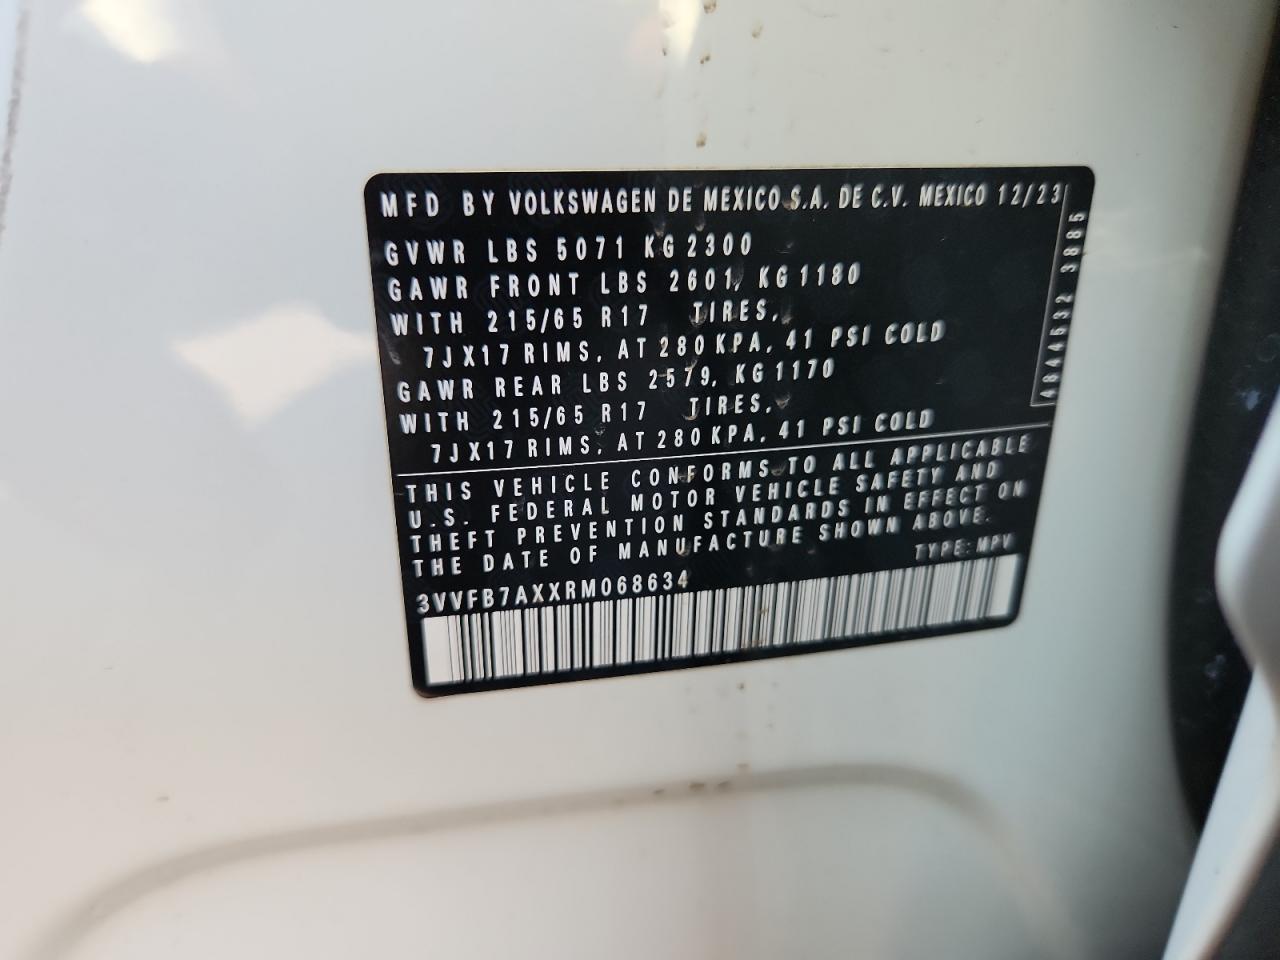 MFD BY VOLKSWAGEN DE MEXICO S.A. DE C.V. MEXICO 12/23
GVWR LBS 5071 KG 2300
GAWR FRONT LBS 2601, KG 1180
WITH 215/65 R17 TIRES,
7JX17 RIMS, AT 280 KPA, 41 PSI COLD
GAWR REAR LBS 2579, KG 1170
WITH 215/65 R17 TIRES,
7JX17 RIMS, AT 280 KPA, 41 PSI COLD
4844532 3885
THIS VEHICLE CONFORMS TO ALL APPLICABLE
U.S. FEDERAL MOTOR VEHICLE SAFETY AND
THEFT PREVENTION STANDARDS IN EFFECT ON
THE DATE OF MANUFACTURE SHOWN ABOVE.
TYPE: MPV
3VVFB7AXXRM068634